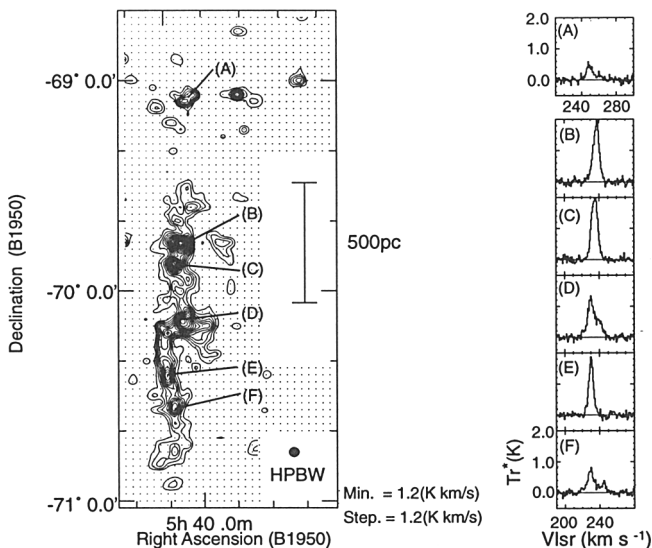 (A)
-69° 0.0'
(B)
500pc
(C)
-70° 0.0'
(D)
(E)
(F)
HPBW
-71° 0.0'
5h 40 .0m
Right Ascension (B1950)
Declination (B1950)
Min. = 1.2(K km/s)
Step. = 1.2(K km/s)
(A)
2.0
1.0
0.0
240 280
(B)
(C)
(D)
(E)
(F)
2.0
1.0
0.0
Tr*(K)
200 240
Vlsr (km s⁻¹)